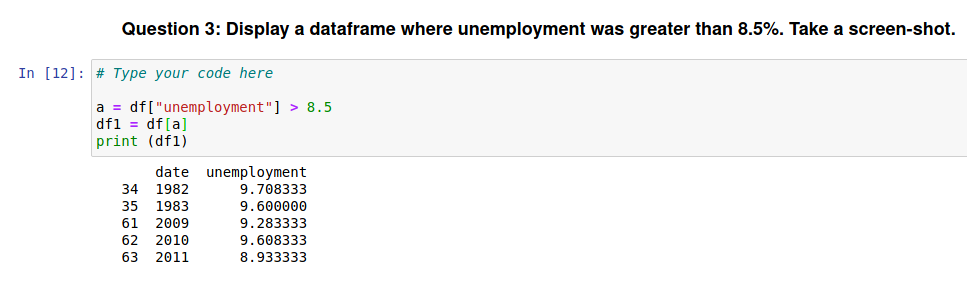 Question 3: Display a dataframe where unemployment was greater than 8.5%. Take a screen-shot.
In [12]: # Type your code here
a = df["unemployment"] > 8.5
df1 = df[a]
print (df1)
date unemployment
34 1982 9.708333
35 1983 9.600000
61 2009 9.283333
62 2010 9.608333
63 2011 8.933333